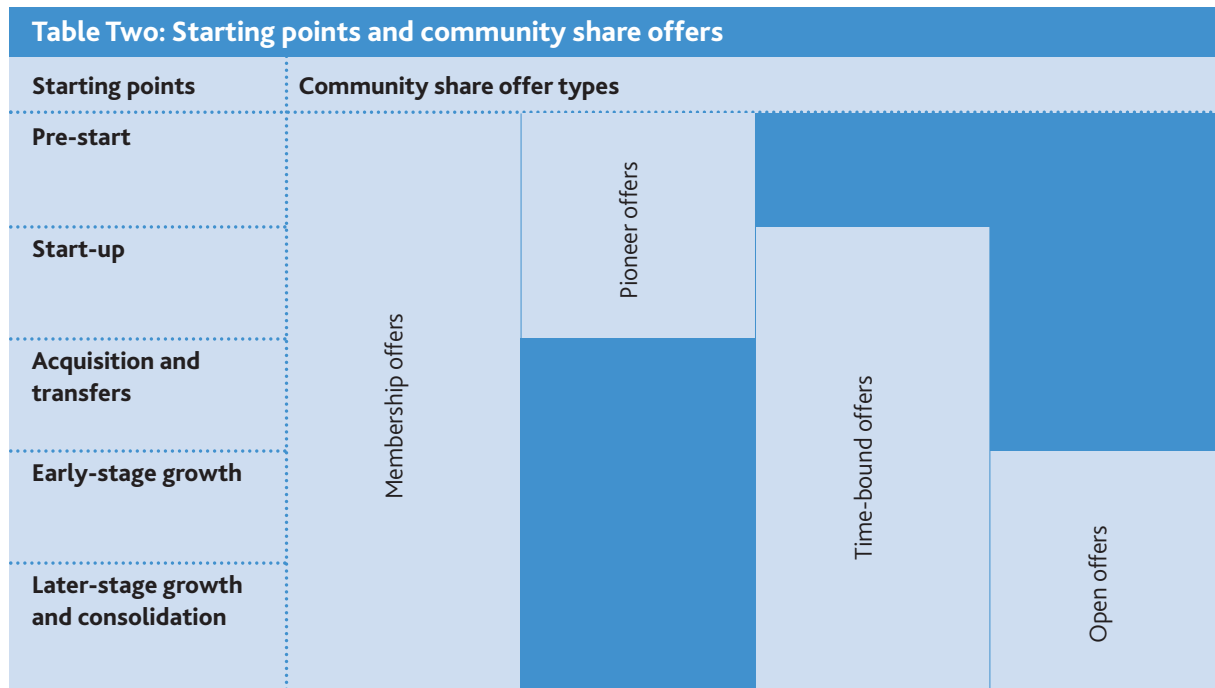 Table Two: Starting points and community share offers
Starting points
Community share offer types
Pre-start
Start-up
Acquisition and
transfers
Early-stage growth
Later-stage growth
and consolidation
Membership offers
Pioneer offers
Time-bound offers
Open offers